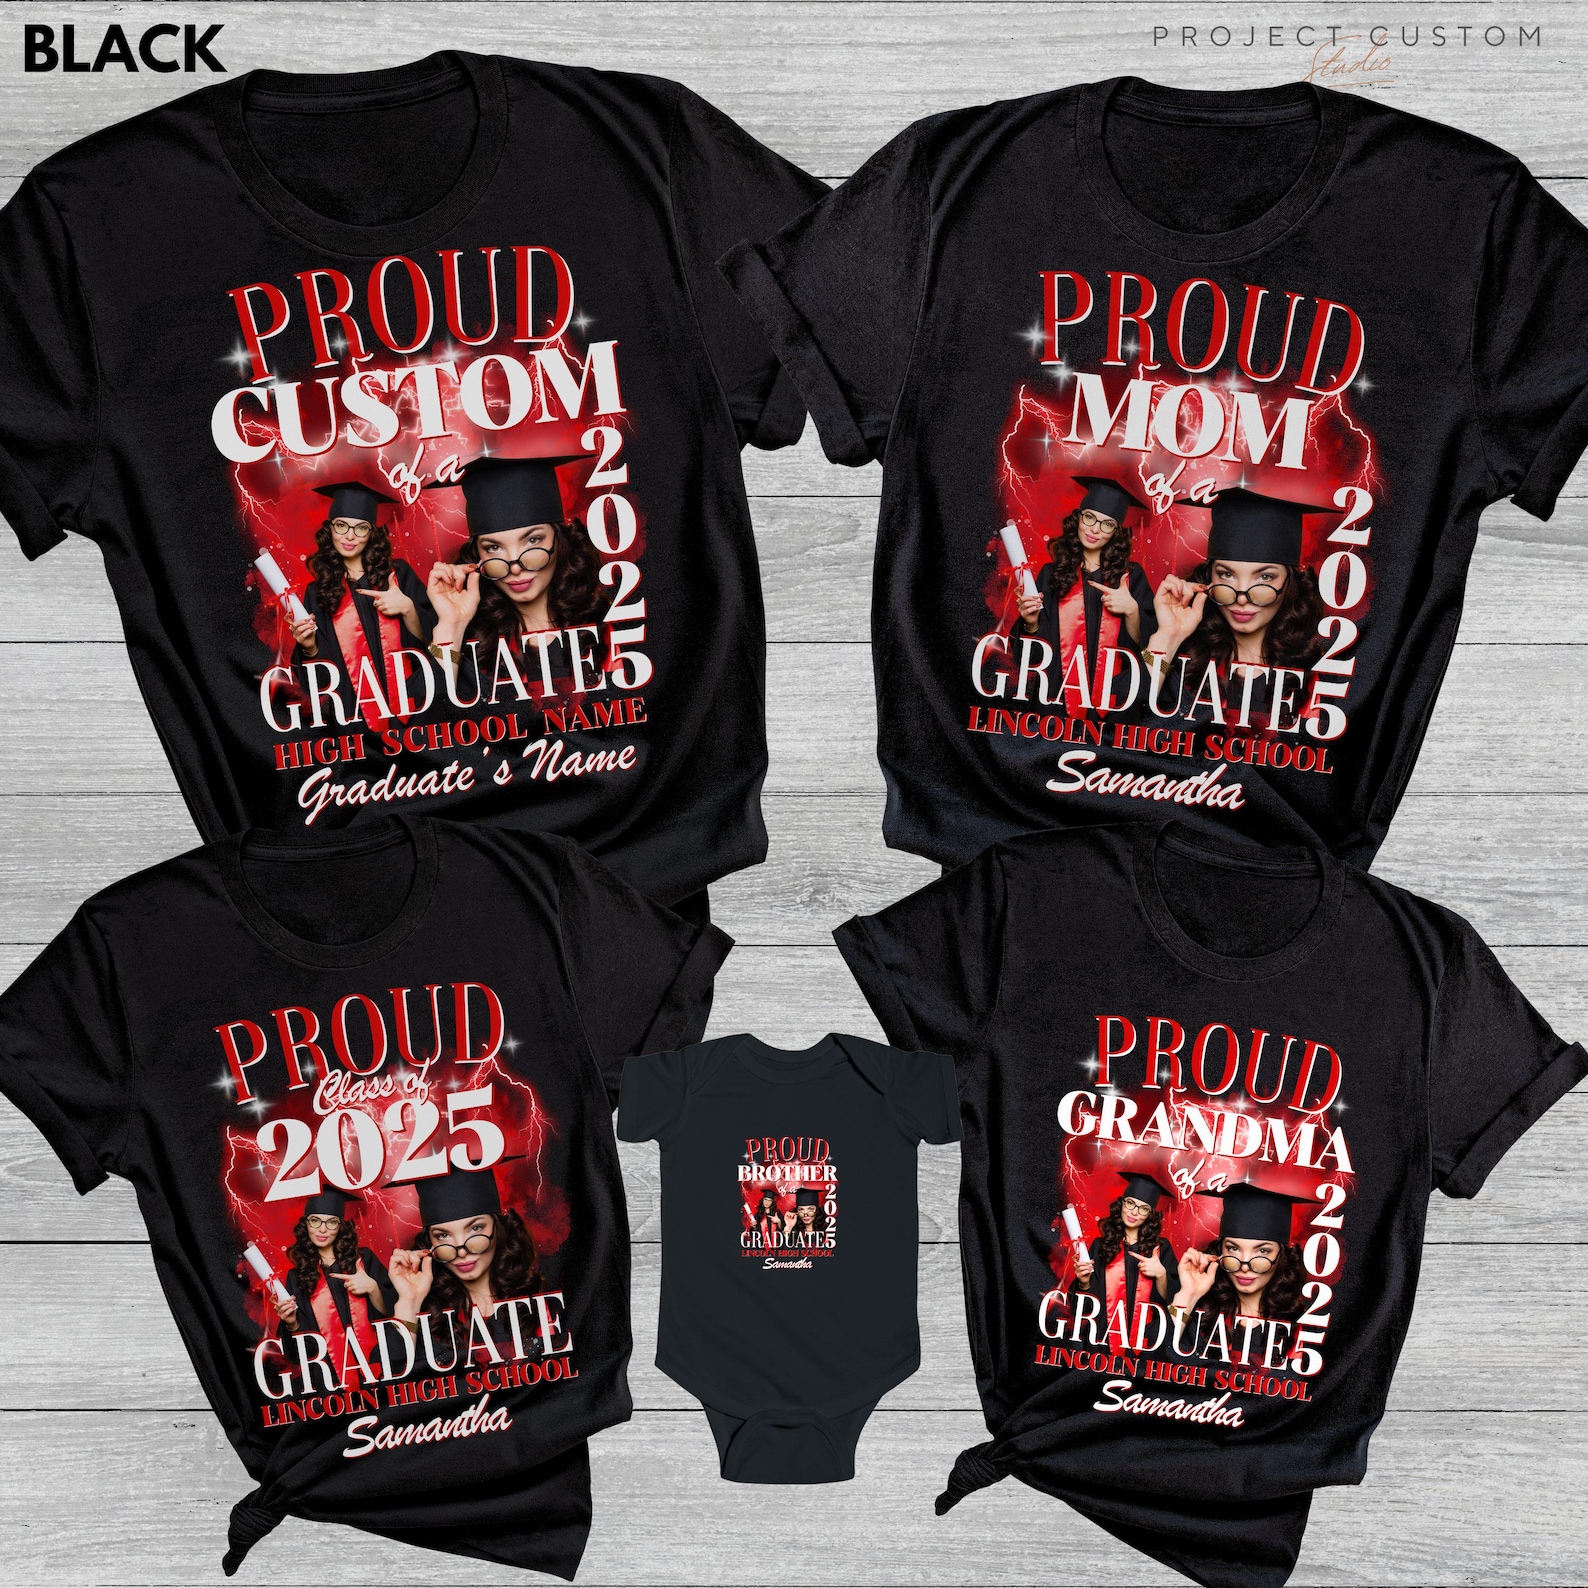 BLACK
PROJECT CUSTOM
Studio
PROUD
CUSTOM
of a
2025
GRADUATE
HIGH SCHOOL NAME
Graduate's Name
PROUD
MOM
of a
2025
GRADUATE
LINCOLN HIGH SCHOOL
Samantha
PROUD
Class of
2025
GRADUATE
LINCOLN HIGH SCHOOL
Samantha
PROUD
BROTHER
of a
2025
GRADUATE
LINCOLN HIGH SCHOOL
Samantha
PROUD
GRANDMA
of a
2025
GRADUATE
LINCOLN HIGH SCHOOL
Samantha